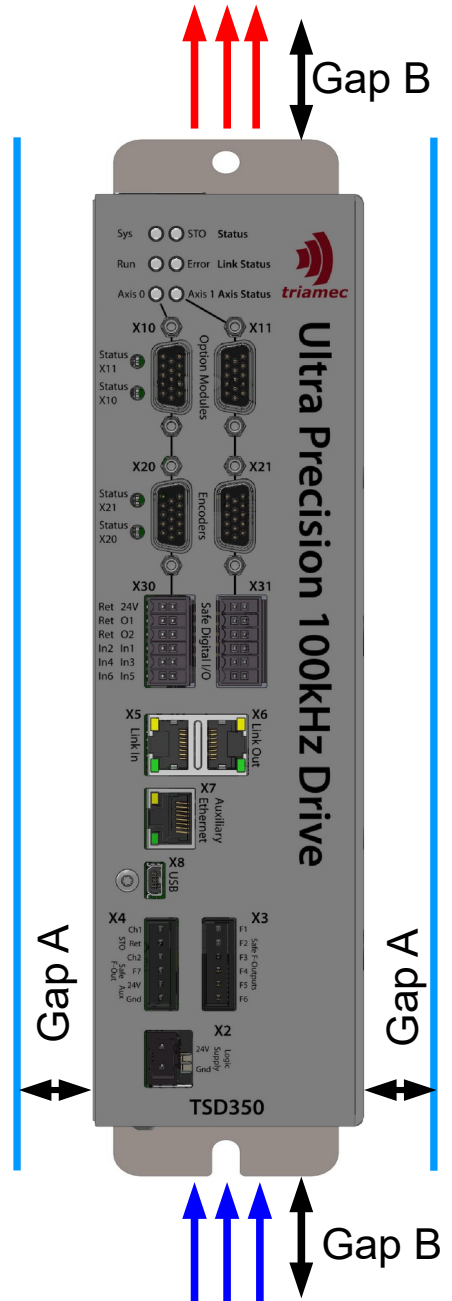 Gap B
Sys STO Status
Run Error Link Status
Axis 0 Axis 1 Axis Status
triamec
X10 X11
Status
X11
Status
X10
Option Modules
Ultra Precision 100kHz Drive
X20 X21
Status
X21
Status
X20
Encoders
X30 X31
Ret 24V
Ret O1
Ret O2
In2 In1
In4 In3
In6 In5
Safe Digital I/O
X5 X6
Link In
Link Out
X7
Auxiliary
Ethernet
X8
USB
X4 X3
Ch1
Ret
Ch2
F7
24V
Gnd
STO
Safe
F-Out
Aux
F1
F2
F3
F4
F5
F6
Safe F-Outputs
X2
24V
Gnd
Logic
Supply
TSD350
Gap A
Gap A
Gap B